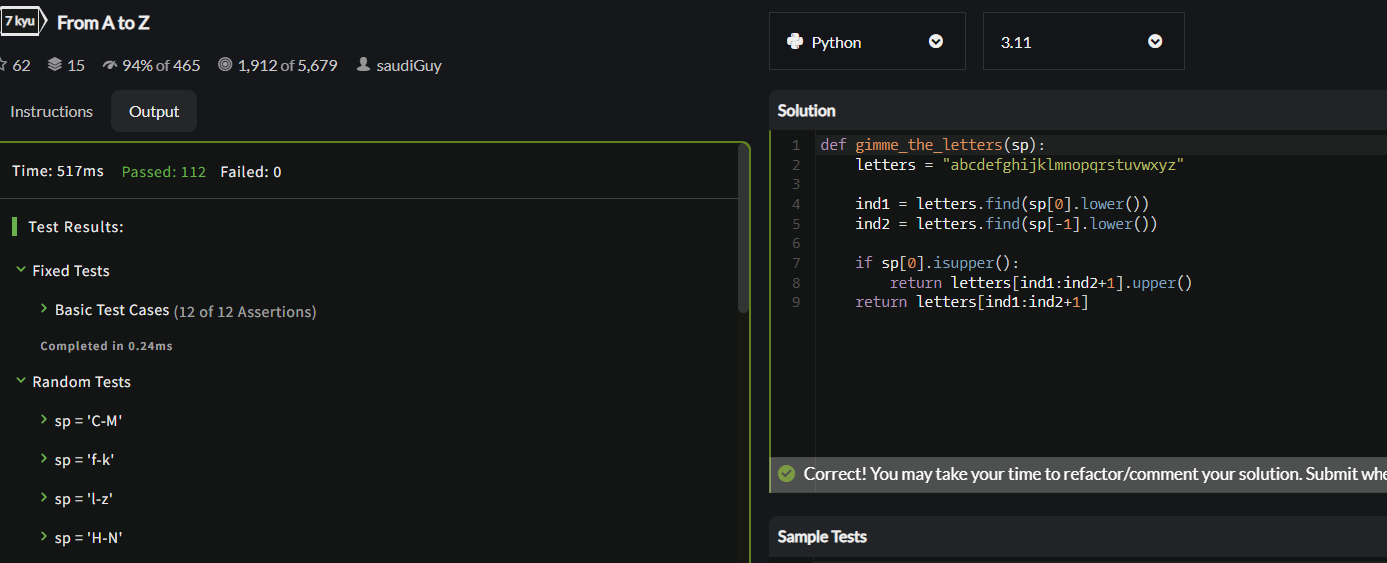 7 kyu From A to Z
62 15 94% of 465 1,912 of 5,679 saudiGuy
Instructions Output
Time: 517ms Passed: 112 Failed: 0
Test Results:
Fixed Tests
Basic Test Cases (12 of 12 Assertions)
Completed in 0.24ms
Random Tests
sp = 'C-M'
sp = 'f-k'
sp = 'l-z'
sp = 'H-N'
Python 3.11
Solution
1 def gimme_the_letters(sp):
2     letters = "abcdefghijklmnopqrstuvwxyz"
3
4     ind1 = letters.find(sp[0].lower())
5     ind2 = letters.find(sp[-1].lower())
6
7     if sp[0].isupper():
8         return letters[ind1:ind2+1].upper()
9     return letters[ind1:ind2+1]
Correct! You may take your time to refactor/comment your solution. Submit whe
Sample Tests